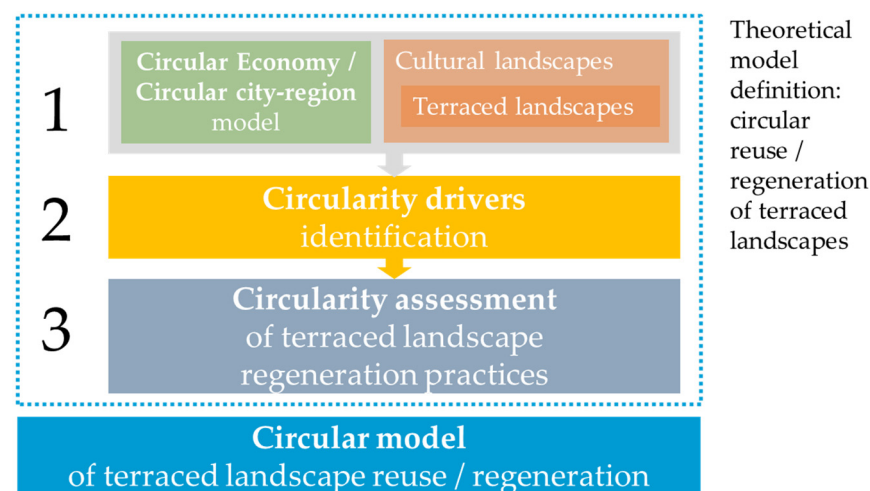 1
Circular Economy /
Circular city-region
model
Cultural landscapes
Terraced landscapes
2
Circularity drivers
identification
3
Circularity assessment
of terraced landscape
regeneration practices
Circular model
of terraced landscape reuse / regeneration
Theoretical
model
definition:
circular
reuse /
regeneration
of terraced
landscapes